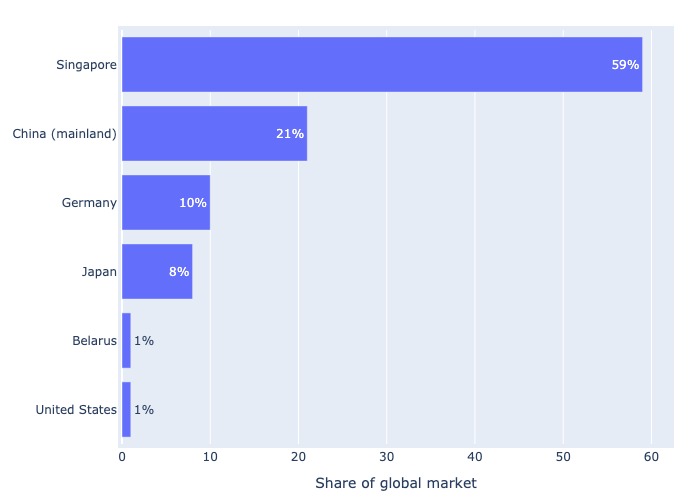 Singapore 59%
China (mainland) 21%
Germany 10%
Japan 8%
Belarus 1%
United States 1%
0 10 20 30 40 50 60
Share of global market